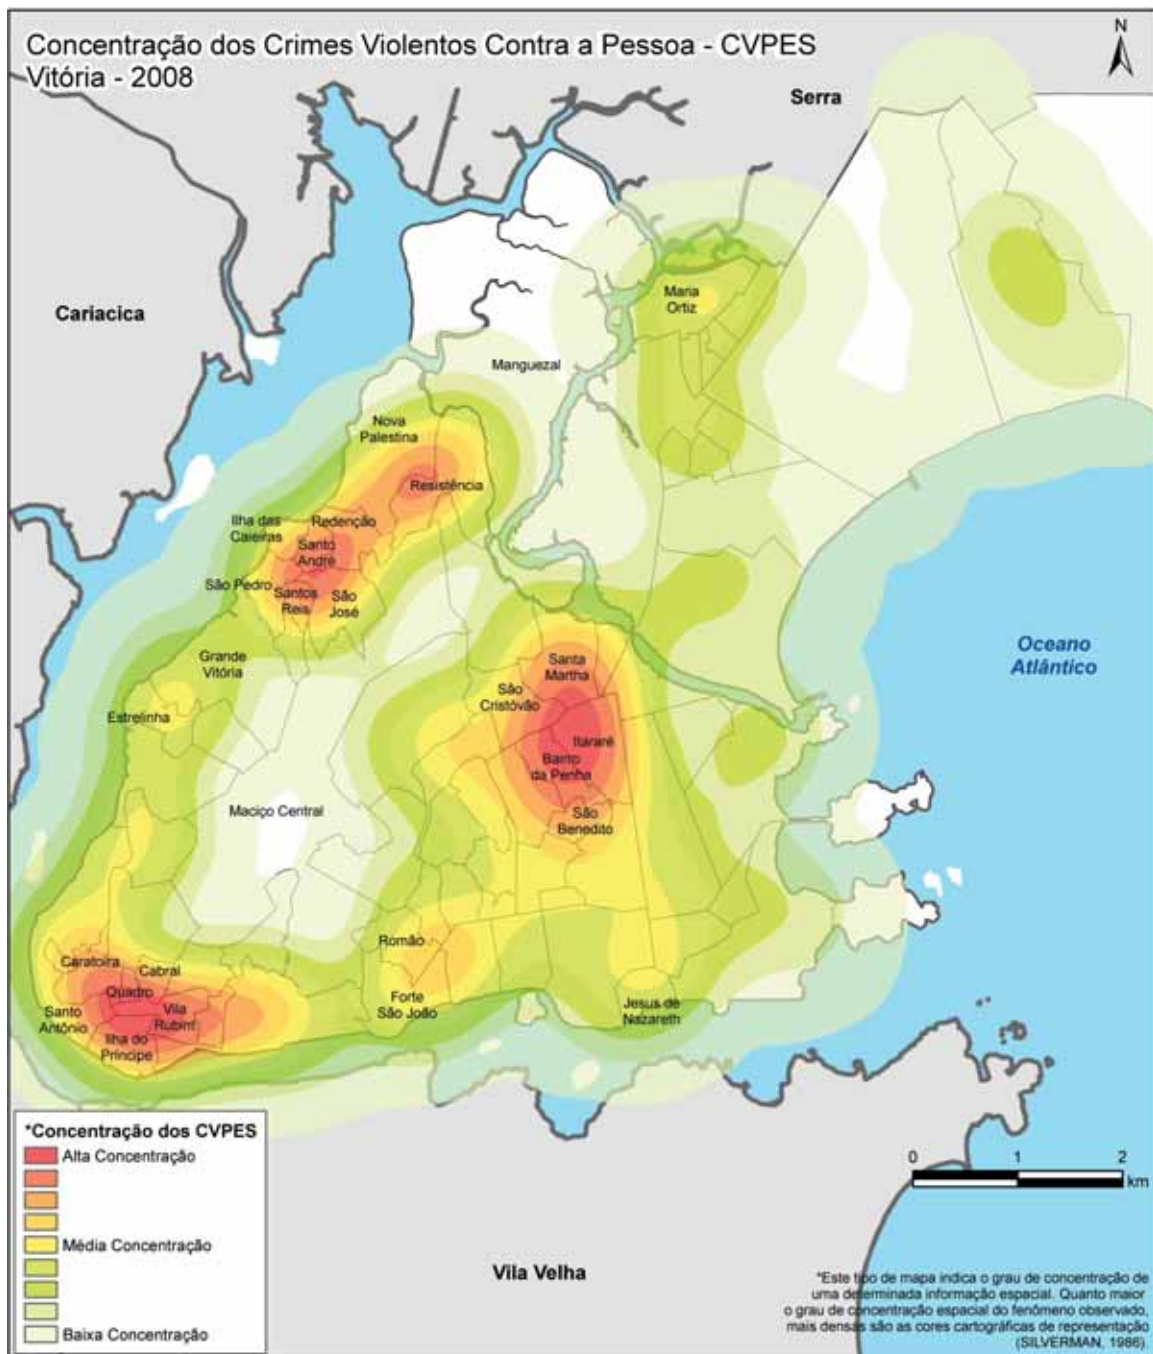 Concentração dos Crimes Violentos Contra a Pessoa - CVPES
Vitória - 2008
N
Serra
Cariacica
Maria
Ortiz
Manguezal
Nova
Palestina
Resistência
Ilha das
Caieiras
Redenção
Santo
André
São Pedro
Santos
Reis
São
José
Grande
Vitória
Santa
Martha
São
Cristóvão
Oceano
Atlântico
Estrelinha
Itararé
Bairro
da Penha
Maciço Central
São
Benedito
Romão
Caratoira
Cabral
Quadro
Santo
Antônio
Vila
Rubim
Forte
São João
Jesus de
Nazareth
Ilha do
Príncipe
*Concentração dos CVPES
Alta Concentração
Média Concentração
Baixa Concentração
0 1 2
km
Vila Velha
*Este tipo de mapa indica o grau de concentração de
uma determinada informação espacial. Quanto maior
o grau de concentração espacial do fenômeno observado,
mais densas são as cores cartográficas de representação
(SILVERMAN, 1986).